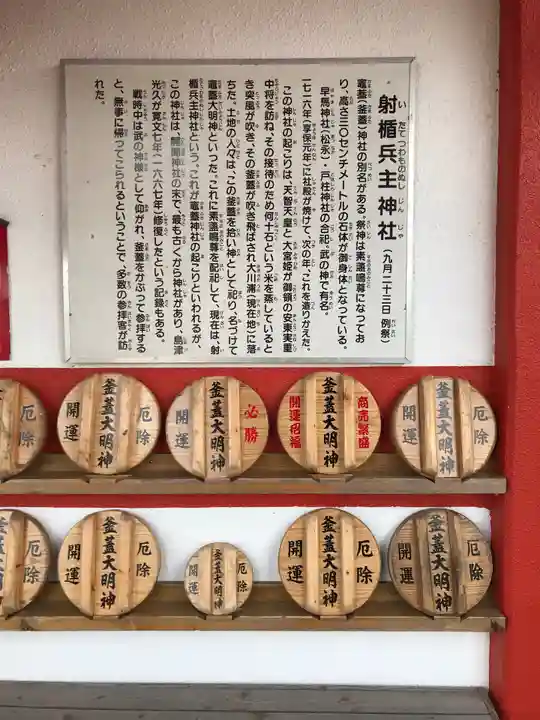 射楯兵主神社（九月二十三日 例祭）
い たてつわものぬし じん じゃ
竈蓋（釜蓋）神社の別名がある。祭神は素盞嗚尊になってお
り、高さ三〇センチメートルの石体が御身体となっている。
早馬神社（松永）・戸柱神社の合祀、武の神で有名。
一七一六年（享保元年）に社殿が焼けて、次の年、これを造りかえた。
この神社の起こりは、天智天皇と大宮姫が御領の安東実重
中将を訪ね、その接待のため何十石という米を蒸していると
き突風が吹き、その釜蓋が吹き飛ばされ大川浦（現在地）に落
ちた。土地の人々は、この釜蓋を拾い神として祀り、名づけて
竈蓋大明神といった。これに素盞嗚尊を配祀して、現在は、射
楯兵主神社という。これが竈蓋神社の起こりといわれるが、
この神社は、開聞神社の末で、最も古くから神社があり、島津
光久が寛文七年（一六六七年）修復したという記録もある。
戦時中は武の神様として仰がれ、釜蓋をかぶって参拝する
と、無事に帰ってこられるということで、多数の参拝客が訪
れた。
厄除
釜蓋大明神
開運
必勝
釜蓋大明神
開運
商売繁盛
釜蓋大明神
開運招福
厄除
釜蓋大明神
開運
厄除
厄除
釜蓋大明神
開運
厄除
釜蓋大明神
開運
厄除
釜蓋大明神
開運
厄除
釜蓋大明神
開運
厄除